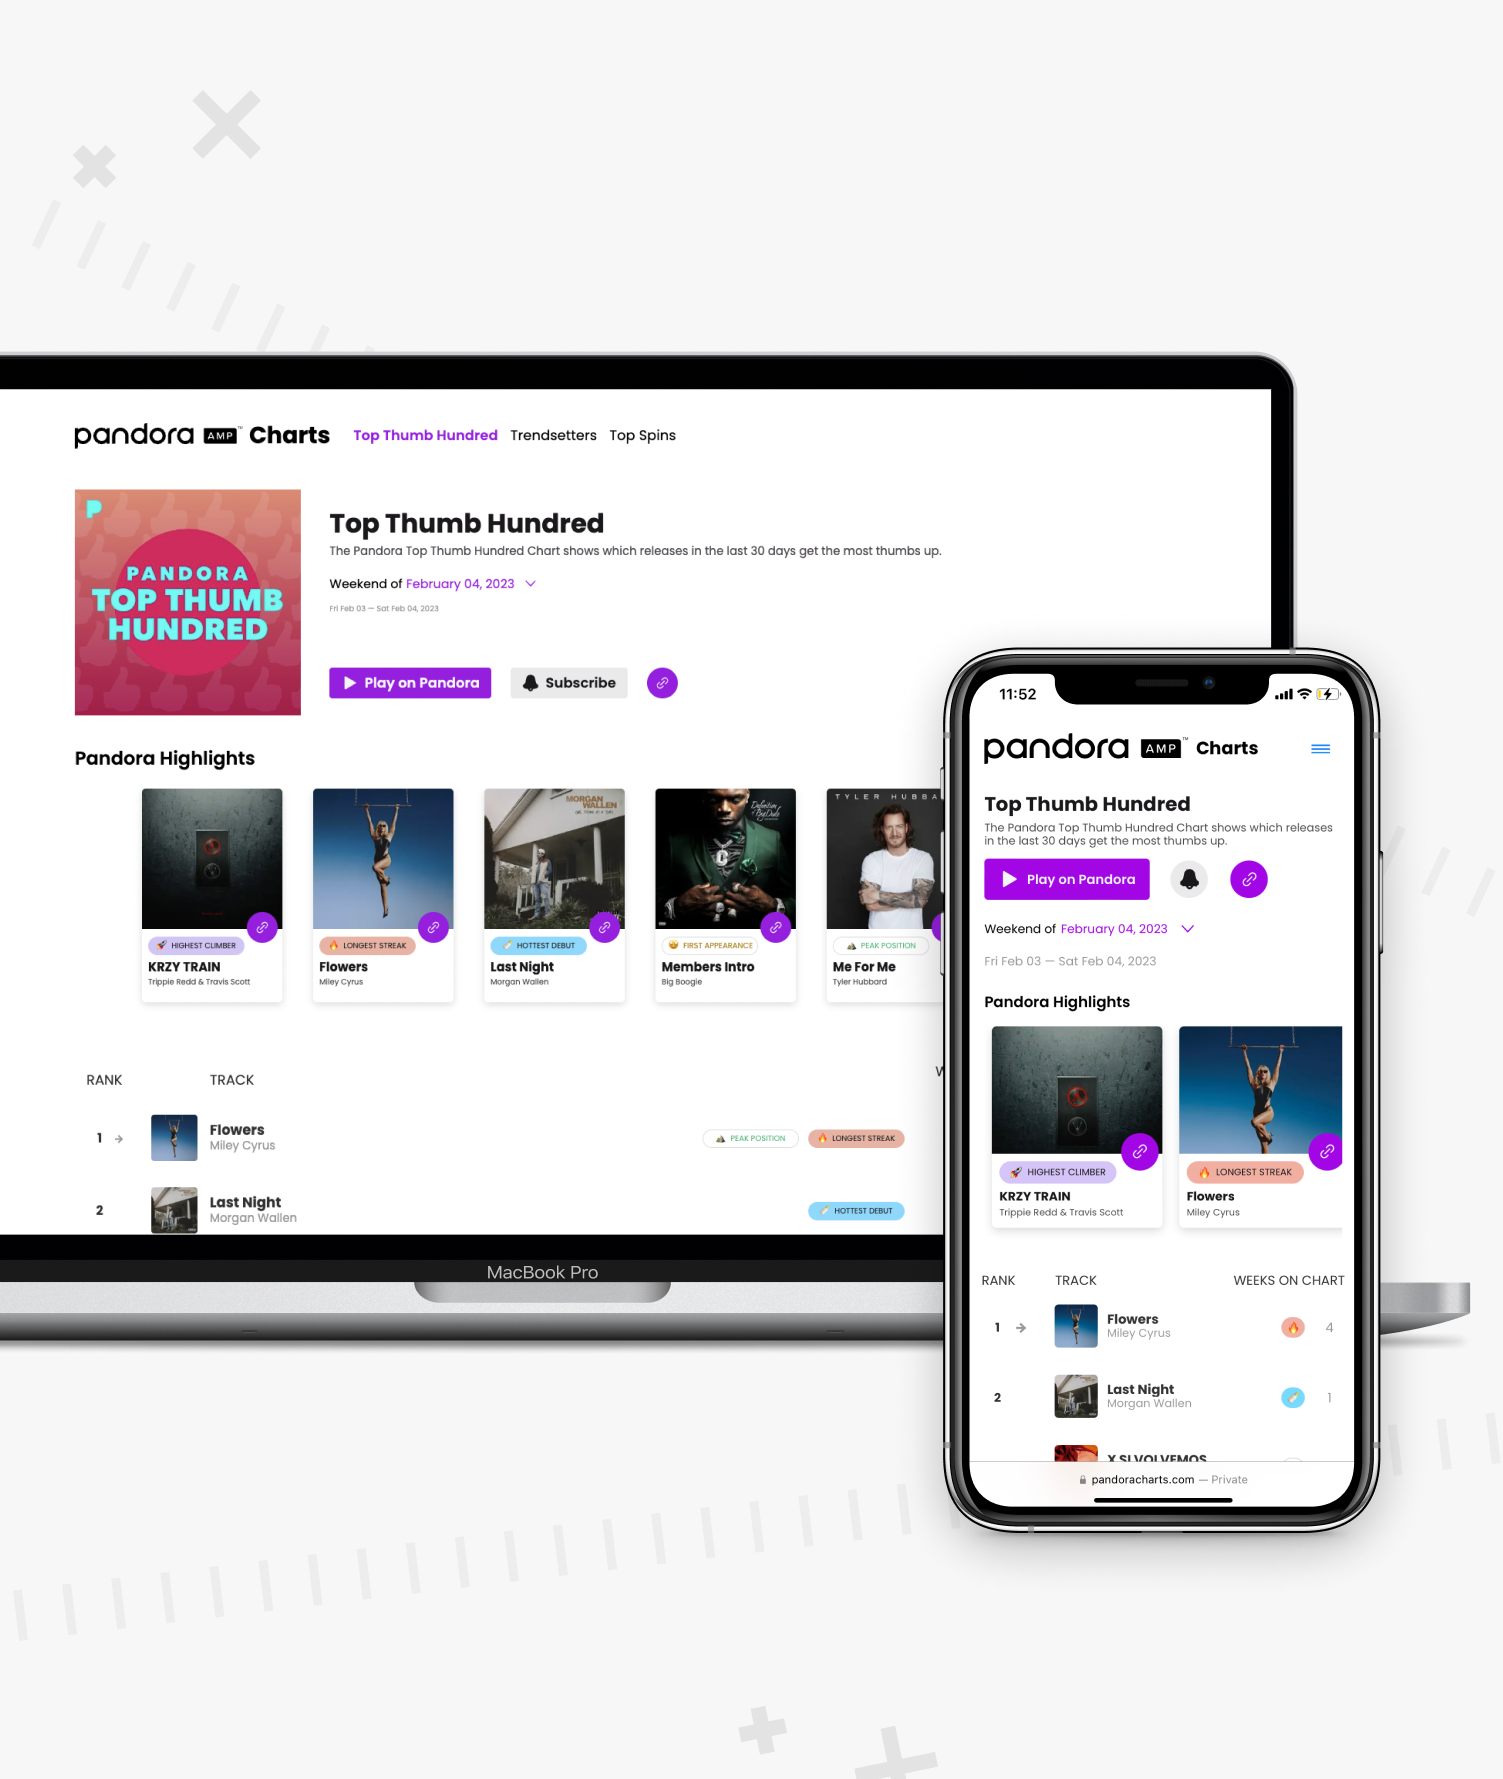 pandora AMP™ Charts Top Thumb Hundred Trendsetters Top Spins
PANDORA
TOP THUMB
HUNDRED
Top Thumb Hundred
The Pandora Top Thumb Hundred Chart shows which releases in the last 30 days get the most thumbs up.
Weekend of February 04, 2023
Fri Feb 03 — Sat Feb 04, 2023
Play on Pandora Subscribe
Pandora Highlights
HIGHEST CLIMBER
KRZY TRAIN
Trippie Redd & Travis Scott
LONGEST STREAK
Flowers
Miley Cyrus
MORGAN
WALLEN
HOTTEST DEBUT
Last Night
Morgan Wallen
FIRST APPEARANCE
Members Intro
Big Boogie
TYLER HUBBA
PEAK POSITION
Me For Me
Tyler Hubbard
RANK TRACK W
1 Flowers PEAK POSITION LONGEST STREAK
Miley Cyrus
2 Last Night HOTTEST DEBUT
Morgan Wallen
MacBook Pro
11:52
pandora AMP™ Charts
Top Thumb Hundred
The Pandora Top Thumb Hundred Chart shows which releases
in the last 30 days get the most thumbs up.
Play on Pandora
Weekend of February 04, 2023
Fri Feb 03 — Sat Feb 04, 2023
Pandora Highlights
HIGHEST CLIMBER
KRZY TRAIN
Trippie Redd & Travis Scott
LONGEST STREAK
Flowers
Miley Cyrus
RANK TRACK WEEKS ON CHART
1 Flowers 4
Miley Cyrus
2 Last Night 1
Morgan Wallen
X SI VOLVEMOS
pandoracharts.com — Private